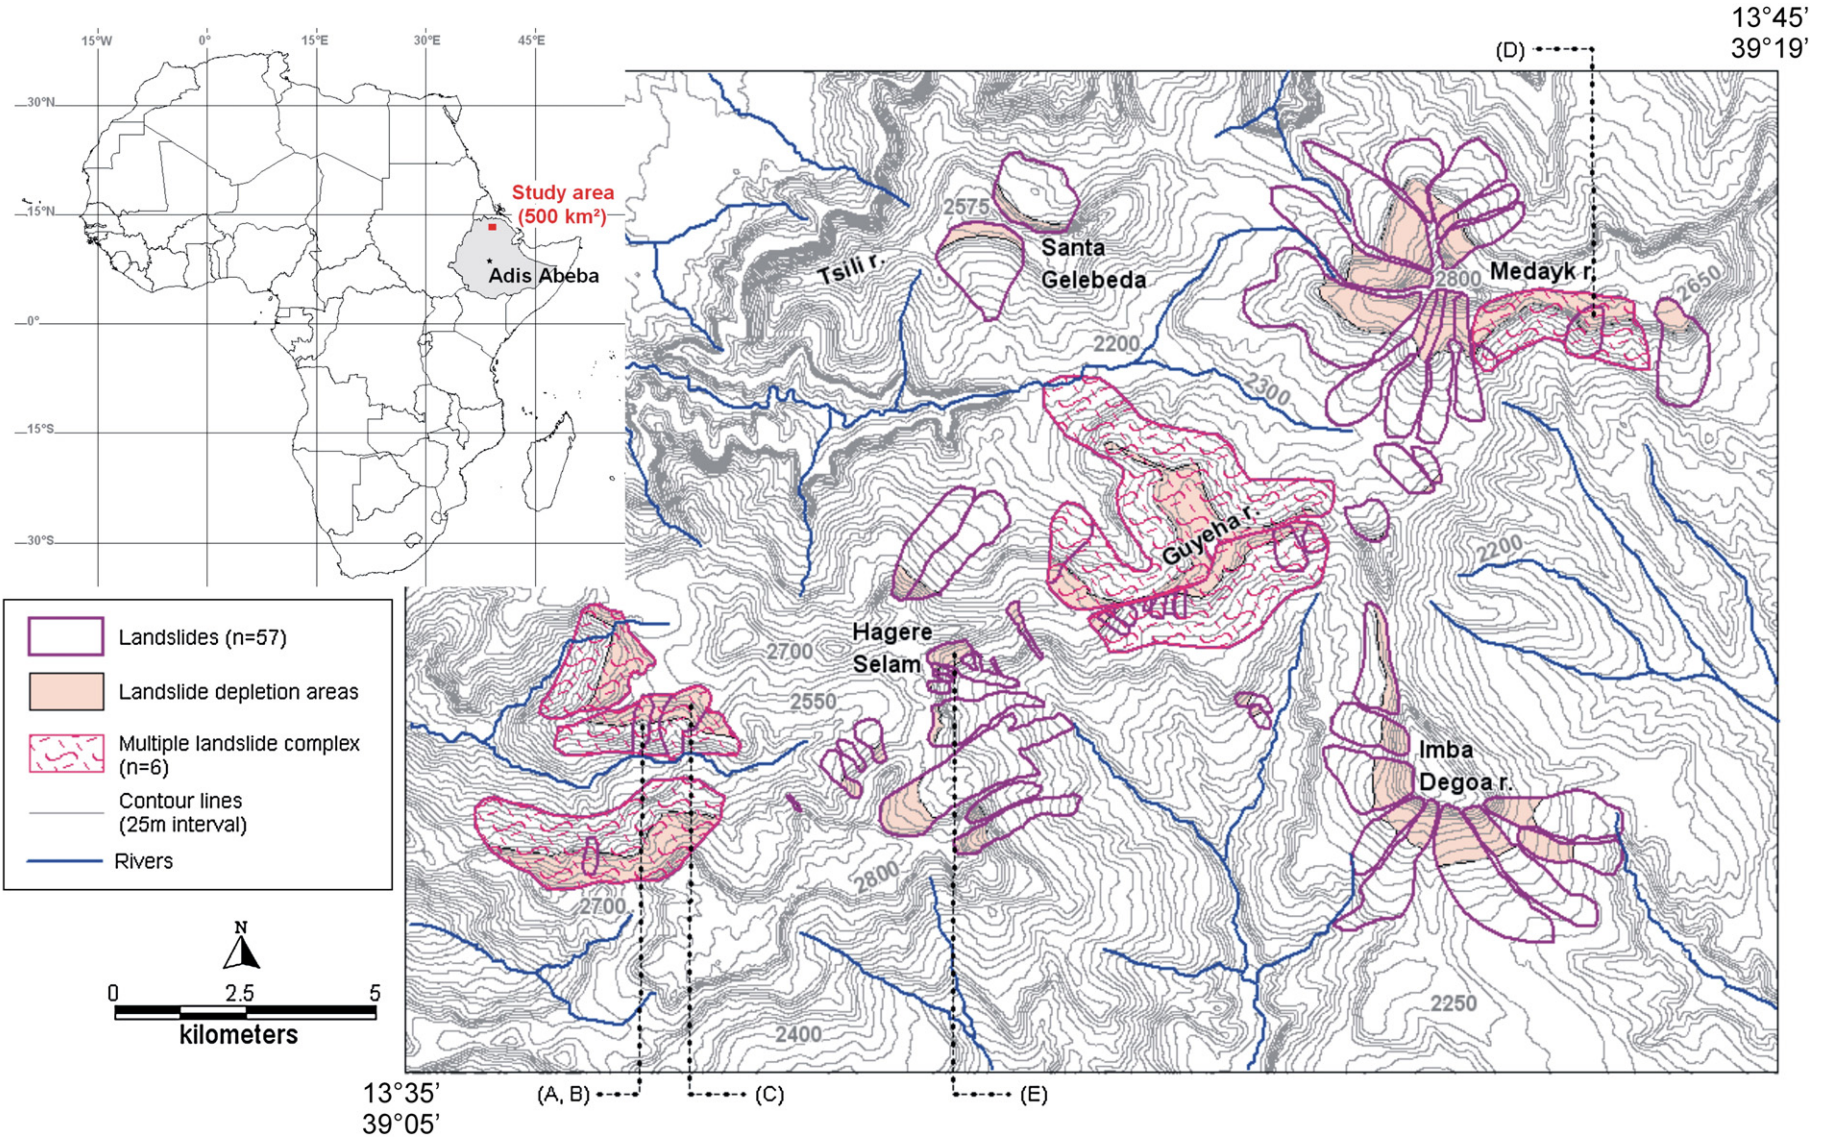 13°45'
39°19'
(D)
15°W
0°
15°E
30°E
45°E
30°N
15°N
0°
15°S
30°S
Study area
(500 km²)
Adis Abeba
2575
Santa
Gelebeda
Tsili r.
2200
2300
2800
Medayk r.
2650
Guyeha r.
2200
Hagere
Selam
2700
2550
Imba
Degoa r.
2800
2700
2400
2250
Landslides (n=57)
Landslide depletion areas
Multiple landslide complex
(n=6)
Contour lines
(25m interval)
Rivers
N
0
2.5
5
kilometers
13°35'
39°05'
(A, B)
(C)
(E)